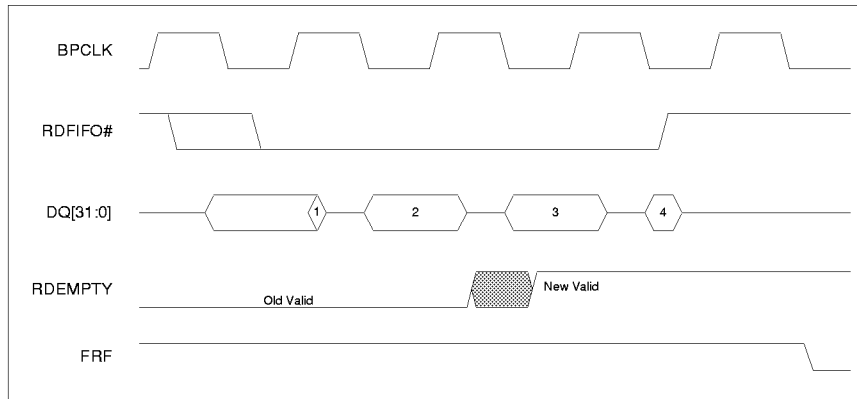 BPCLK
RDFIFO#
DQ[31:0]
1 2 3 4
RDEMPTY
Old Valid New Valid
FRF